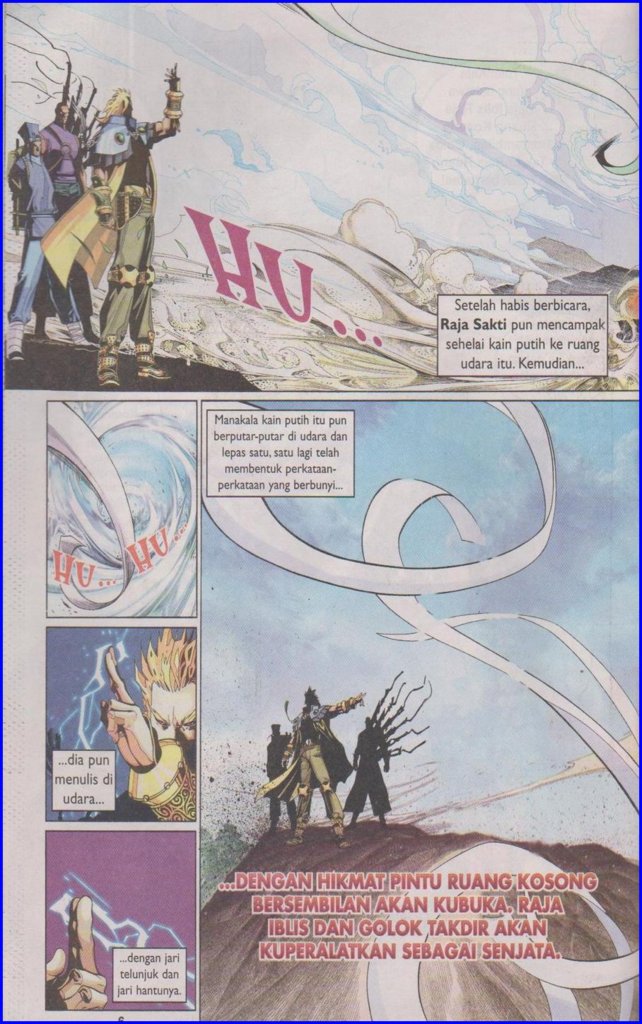 HU...
Setelah habis berbicara,
Raja Sakti pun mencampak
sehelai kain putih ke ruang
udara itu. Kemudian...
HU... HU...
Manakala kain putih itu pun
berputar-putar di udara dan
lepas satu, satu lagi telah
membentuk perkataan-
perkataan yang berbunyi...
...dia pun
menulis di
udara...
...dengan jari
telunjuk dan
jari hantunya.
...DENGAN HIKMAT PINTU RUANG KOSONG
BERSEMBILAN AKAN KUBUKA. RAJA
IBLIS DAN GOLOK TAKDIR AKAN
KUPERALATKAN SEBAGAI SENJATA.
6